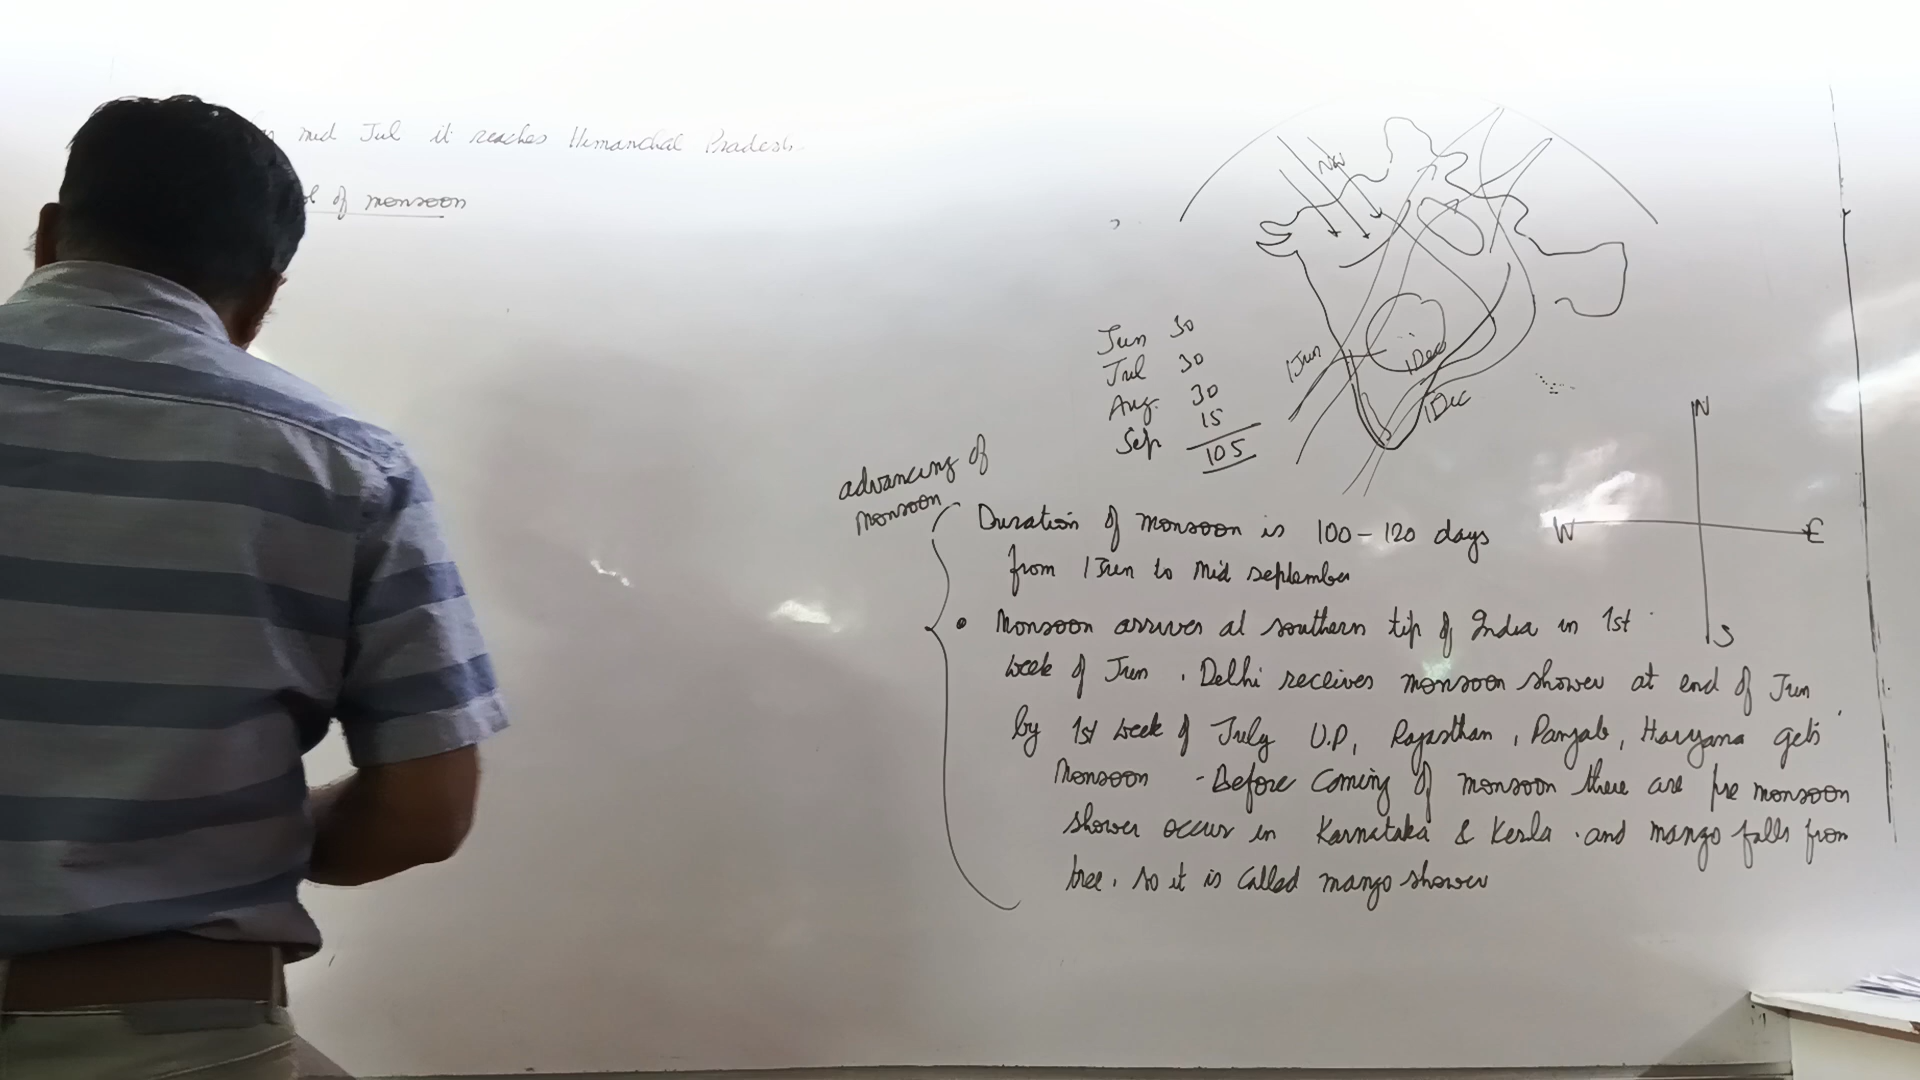 mid Jul it reaches Himanchal Pradesh
of monsoon
NW
Jun 30
Jul 30
Aug. 30
Sep 15
105
1Jun
1Dec
1Dec
N
W E
S
advancing of
monsoon
Duration of monsoon is 100-120 days
from 1Jun to Mid september
• Monsoon arrives at southern tip of India in 1st
week of Jun . Delhi receives monsoon shower at end of Jun
by 1st week of July U.P, Rajasthan, Panjab, Haryana gets
Monsoon - Before Coming of monsoon there are pre monsoon
shower occur in Karnataka & Kerla . and mango falls from
tree. so it is called mango shower